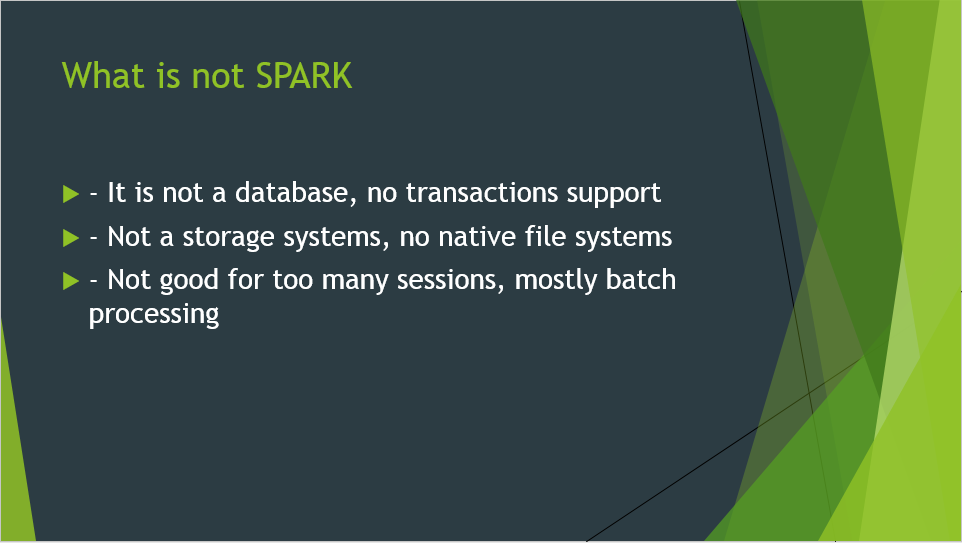 What is not SPARK
- It is not a database, no transactions support
- Not a storage systems, no native file systems
- Not good for too many sessions, mostly batch
processing